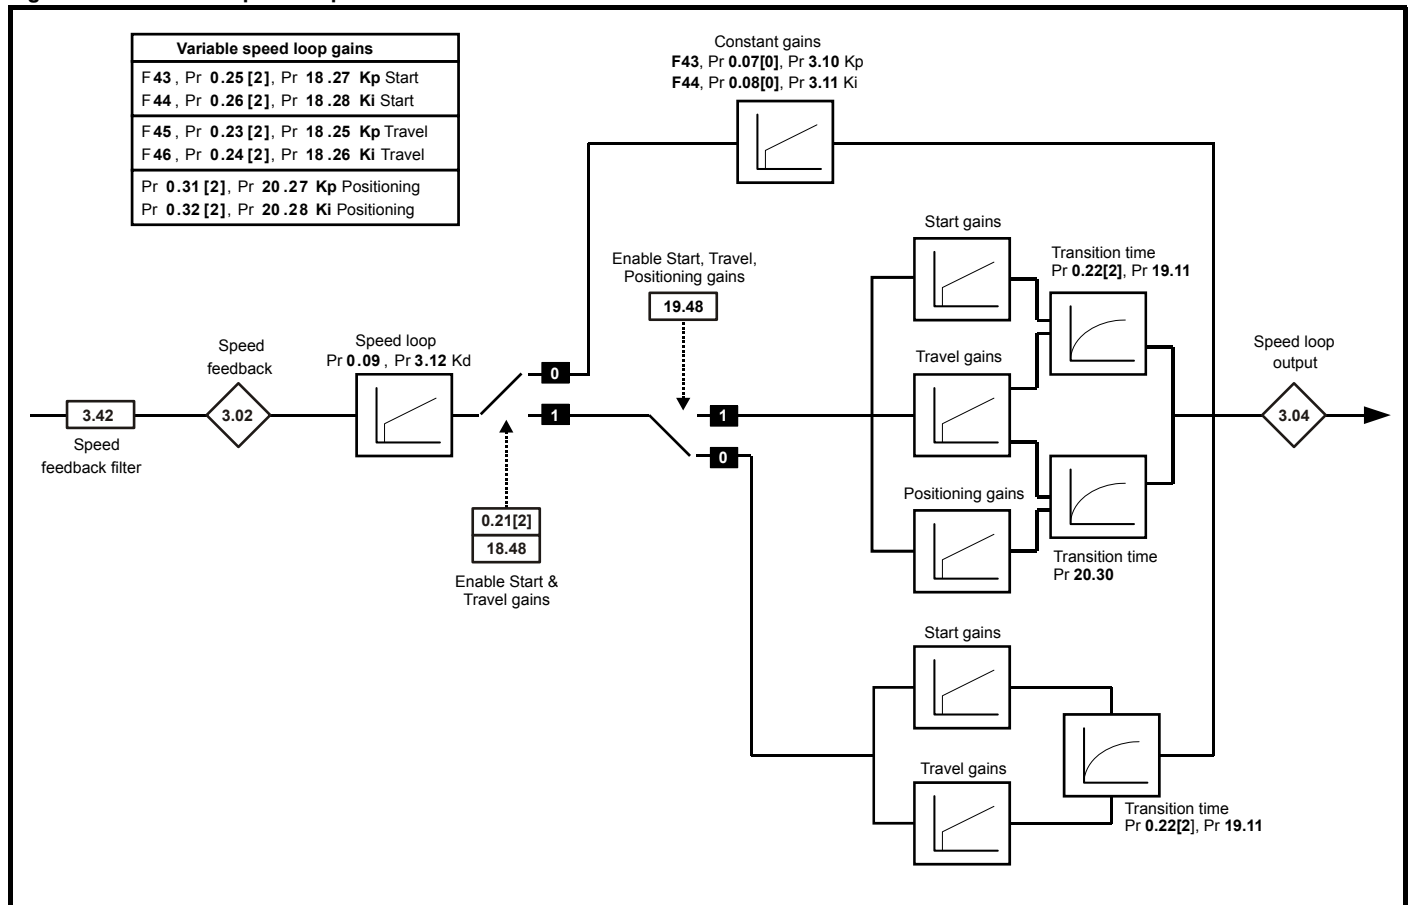 Variable speed loop gains
F43, Pr 0.25[2], Pr 18.27 Kp Start
F44, Pr 0.26[2], Pr 18.28 Ki Start
F45, Pr 0.23[2], Pr 18.25 Kp Travel
F46, Pr 0.24[2], Pr 18.26 Ki Travel
Pr 0.31[2], Pr 20.27 Kp Positioning
Pr 0.32[2], Pr 20.28 Ki Positioning
Constant gains
F43, Pr 0.07[0], Pr 3.10 Kp
F44, Pr 0.08[0], Pr 3.11 Ki
Start gains
Transition time
Pr 0.22[2], Pr 19.11
Enable Start, Travel,
Positioning gains
19.48
Speed
feedback
3.02
Speed loop
Pr 0.09 , Pr 3.12 Kd
0
1
1
0
Travel gains
Speed loop
output
3.04
3.42
Speed
feedback filter
0.21[2]
18.48
Enable Start &
Travel gains
Positioning gains
Transition time
Pr 20.30
Start gains
Travel gains
Transition time
Pr 0.22[2], Pr 19.11